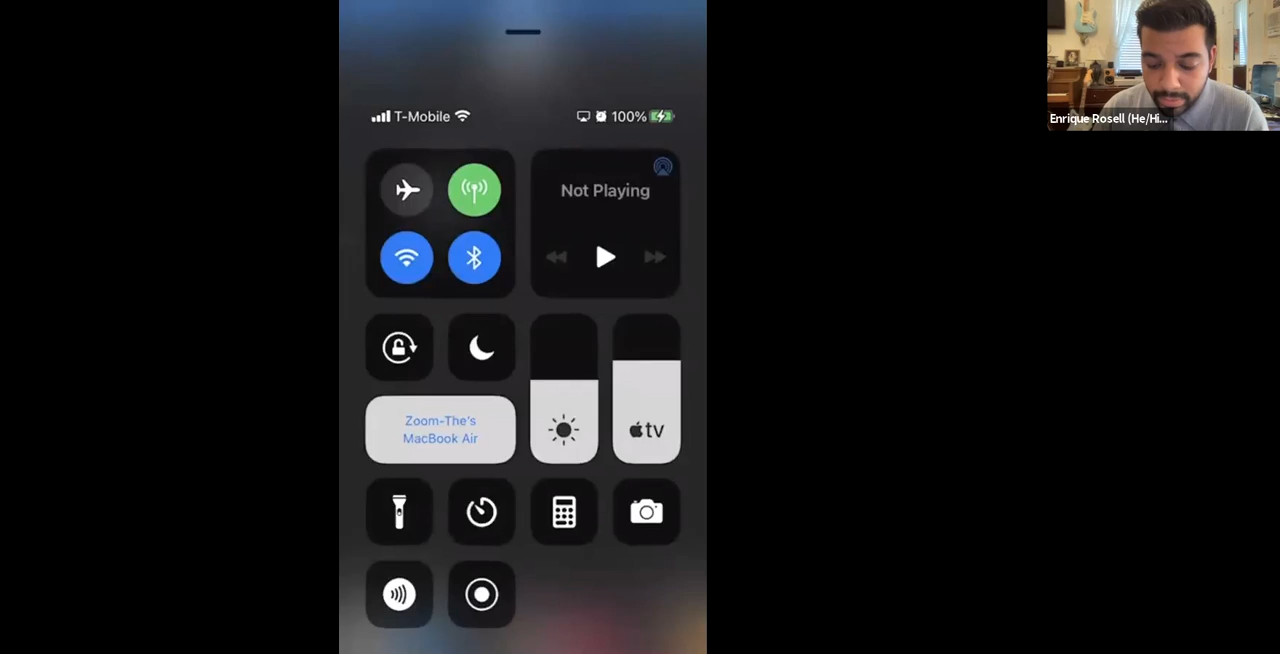 T-Mobile 100%
Enrique Rosell (He/Hi...
Not Playing
Zoom-The's
MacBook Air
tv